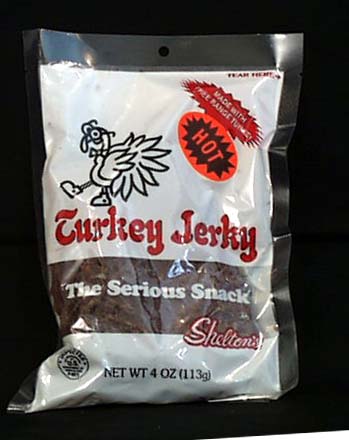 TEAR HERE
MADE WITH
FREE RANGE TURKEY
HOT
Turkey Jerky
The Serious Snack
Shelton's
NET WT 4 OZ (113g)